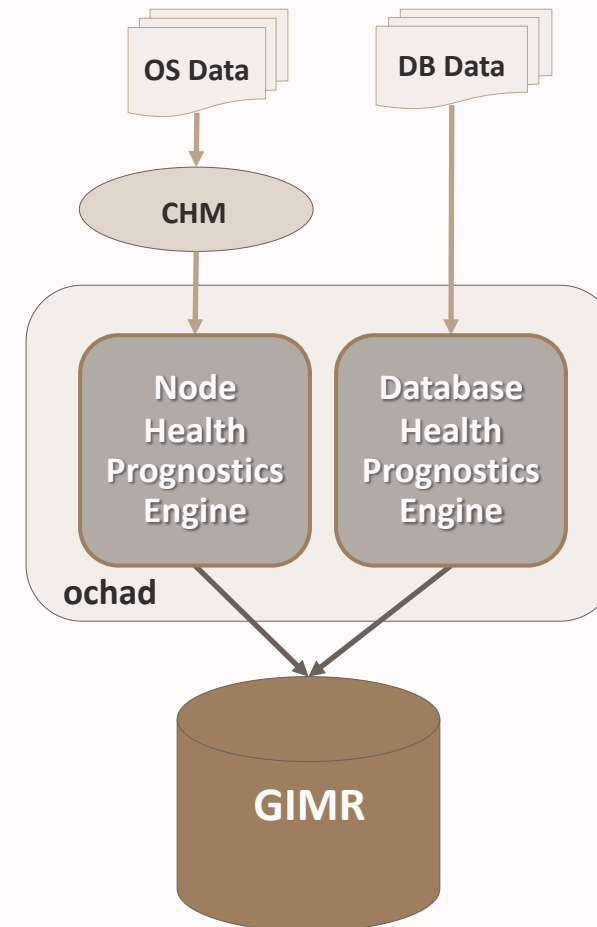 OS Data
DB Data
CHM
Node
Health
Prognostics
Engine
Database
Health
Prognostics
Engine
ochad
GIMR